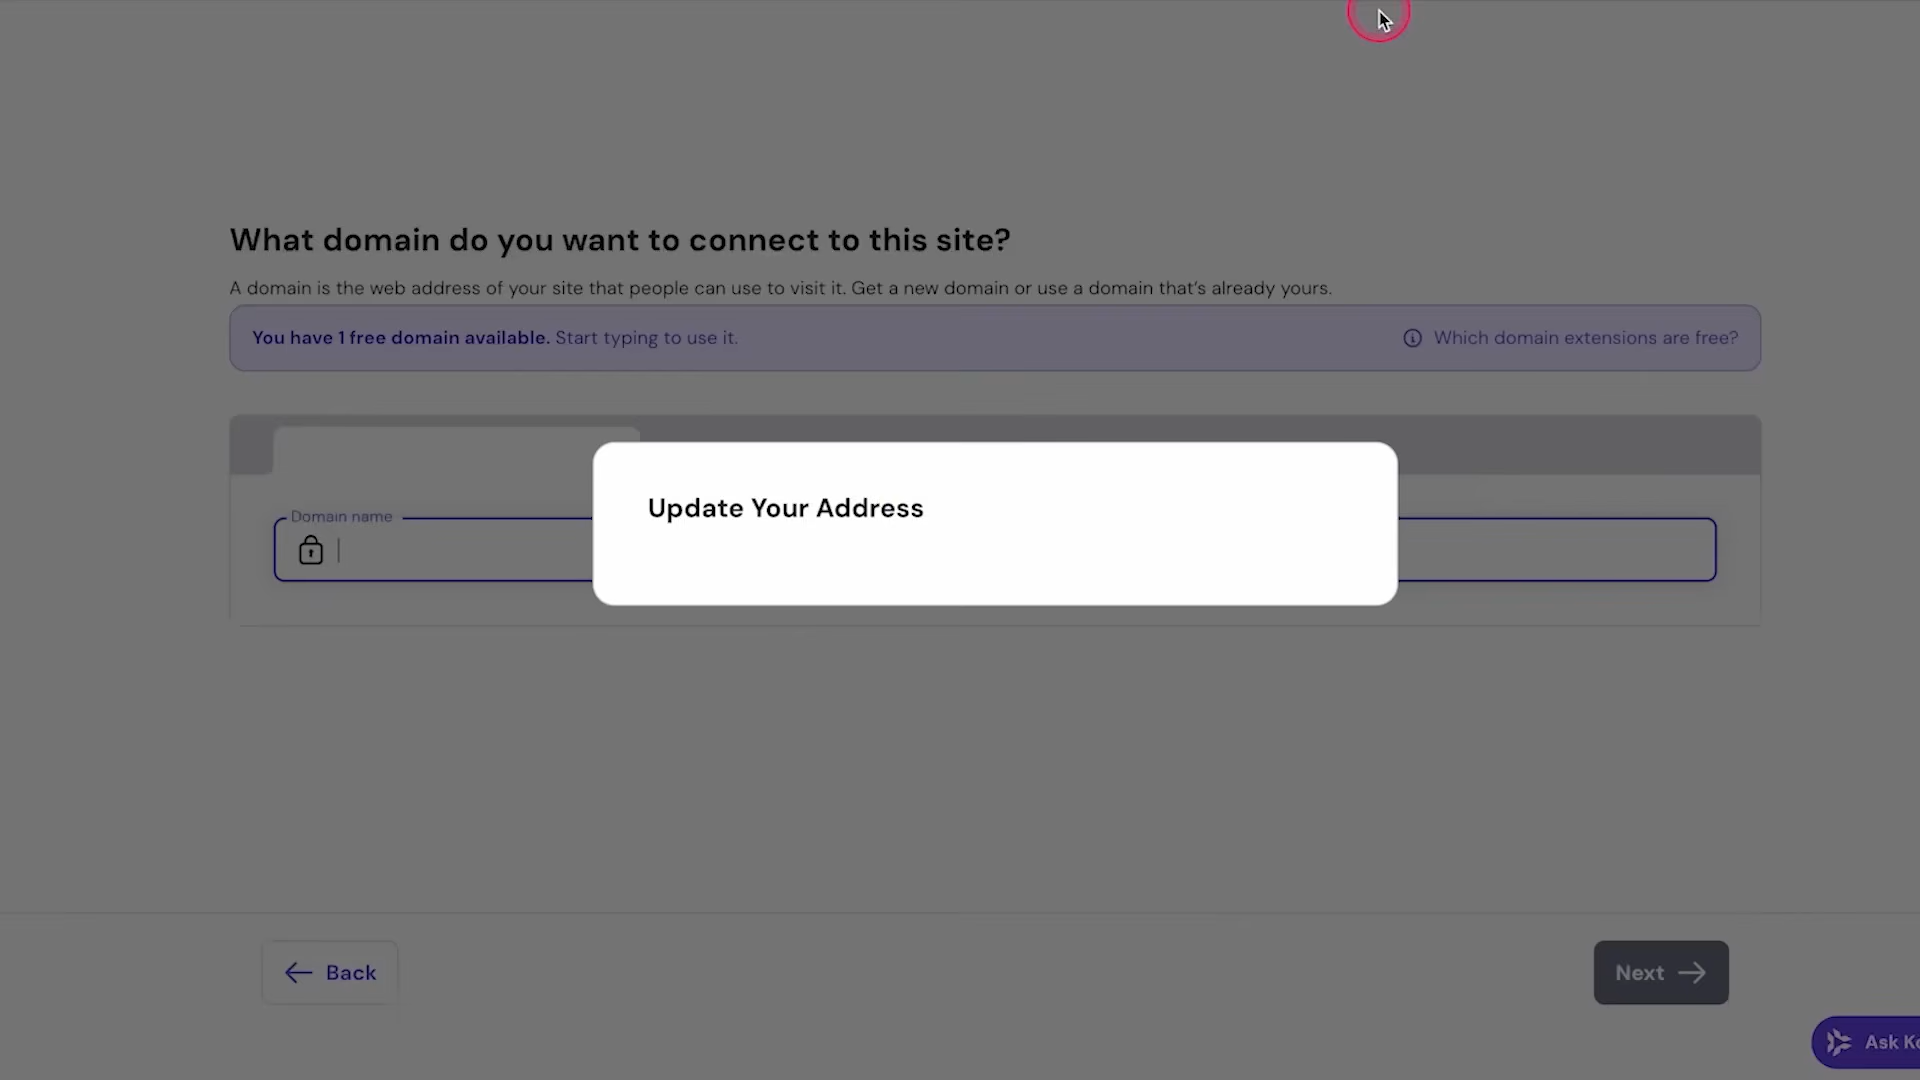 What domain do you want to connect to this site?
A domain is the web address of your site that people can use to visit it. Get a new domain or use a domain that's already yours.
You have 1 free domain available. Start typing to use it.
Which domain extensions are free?
Update Your Address
Domain name
Back
Next
Ask